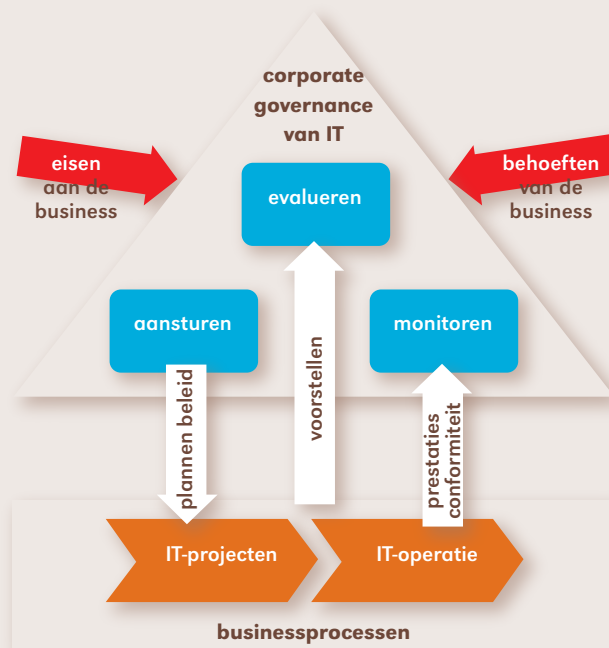 corporate
governance
van IT
eisen
aan de
business
behoeften
van de
business
evalueren
aansturen
monitoren
plannen beleid
voorstellen
prestaties
conformiteit
IT-projecten
IT-operatie
businessprocessen